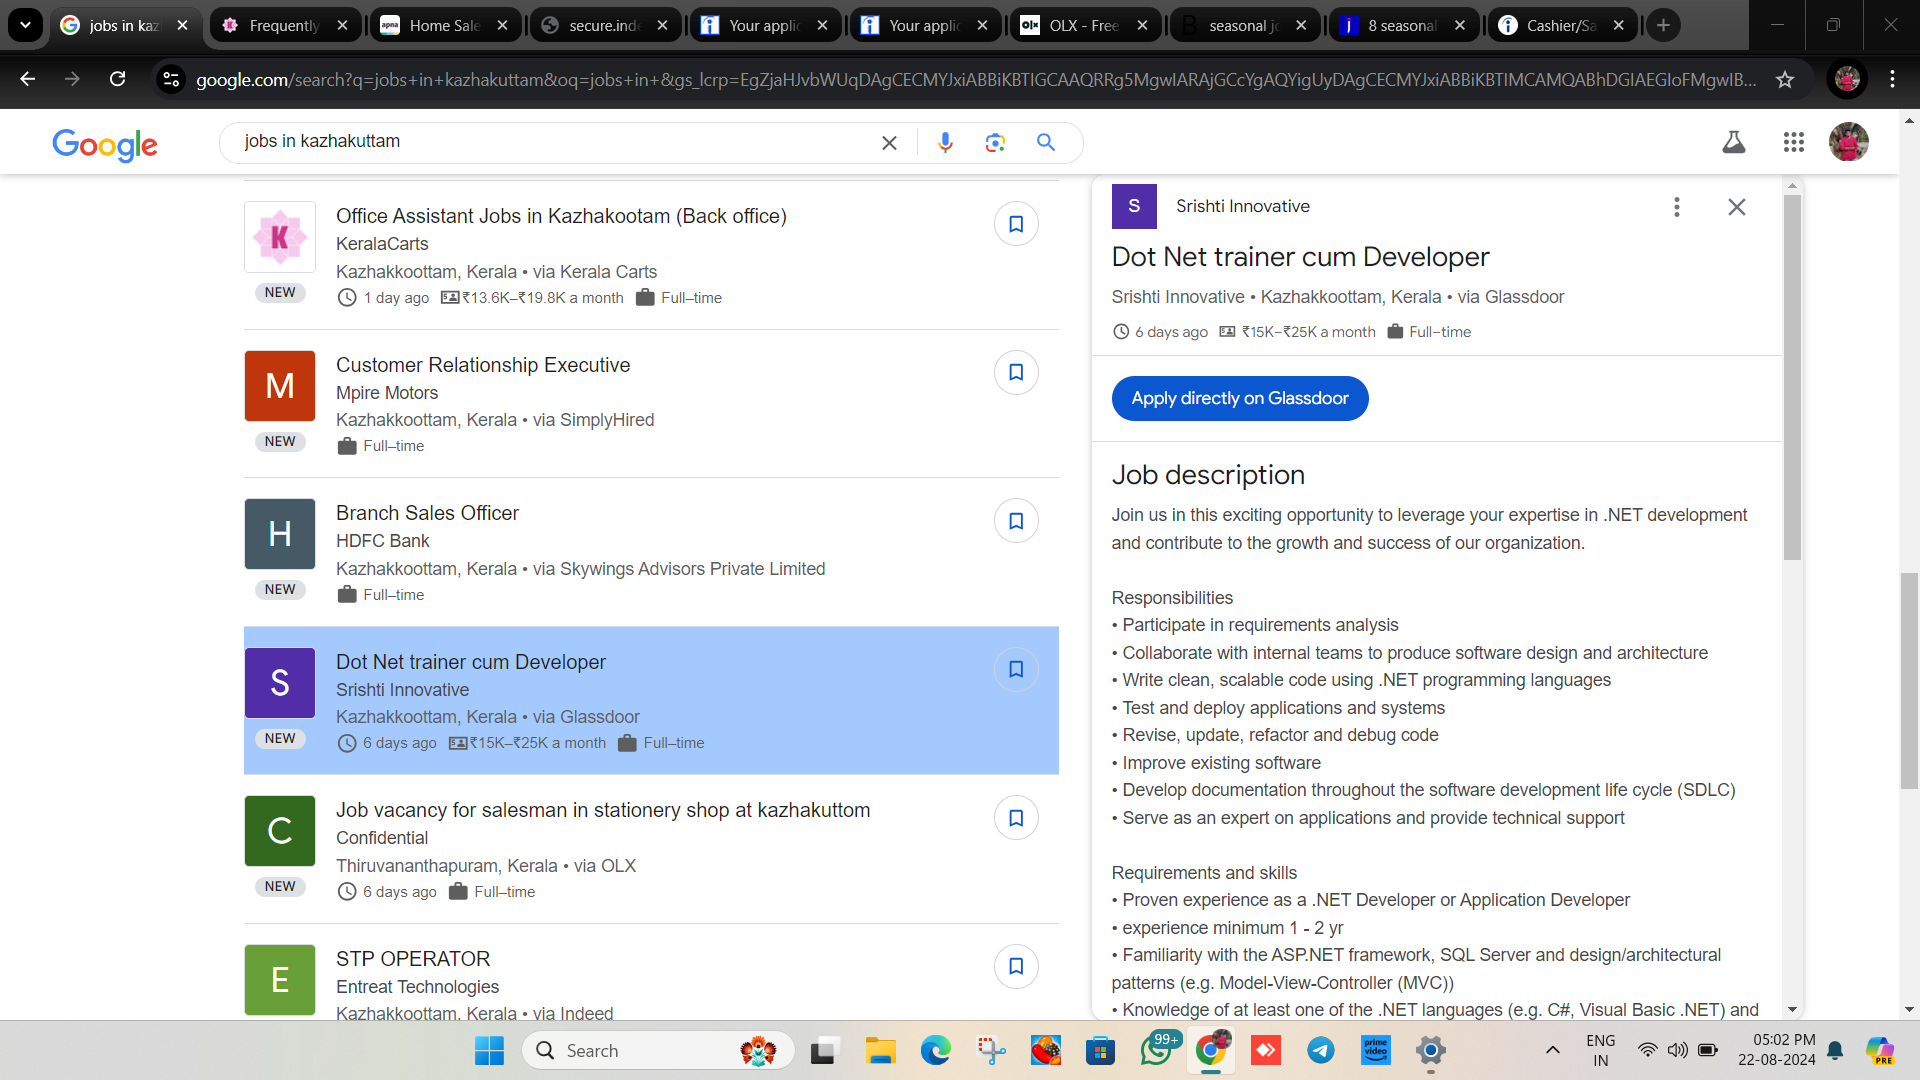 jobs in kaz
Frequently
apna
Home Sale
secure.inde
Your applic
Your applic
OLX - Free
seasonal jo
8 seasonal
Cashier/Sa
google.com/search?q=jobs+in+kazhakuttam&oq=jobs+in+&gs_lcrp=EgZjaHJvbWUqDAgCECMYJxiABBiKBTIGCAAQRRg5MgwIARAjGCcYgAQYigUyDAgCECMYJxiABBiKBTIMCAMQABhDGIAEGIoFMgwIB...
Google
jobs in kazhakuttam
K
NEW
Office Assistant Jobs in Kazhakootam (Back office)
KeralaCarts
Kazhakkoottam, Kerala • via Kerala Carts
1 day ago ₹13.6K–₹19.8K a month Full–time
M
NEW
Customer Relationship Executive
Mpire Motors
Kazhakkoottam, Kerala • via SimplyHired
Full–time
H
NEW
Branch Sales Officer
HDFC Bank
Kazhakkoottam, Kerala • via Skywings Advisors Private Limited
Full–time
S
NEW
Dot Net trainer cum Developer
Srishti Innovative
Kazhakkoottam, Kerala • via Glassdoor
6 days ago ₹15K–₹25K a month Full–time
C
NEW
Job vacancy for salesman in stationery shop at kazhakuttom
Confidential
Thiruvananthapuram, Kerala • via OLX
6 days ago Full–time
E
STP OPERATOR
Entreat Technologies
Kazhakkoottam, Kerala • via Indeed
S
Srishti Innovative
Dot Net trainer cum Developer
Srishti Innovative • Kazhakkoottam, Kerala • via Glassdoor
6 days ago ₹15K–₹25K a month Full–time
Apply directly on Glassdoor
Job description
Join us in this exciting opportunity to leverage your expertise in .NET development
and contribute to the growth and success of our organization.
Responsibilities
• Participate in requirements analysis
• Collaborate with internal teams to produce software design and architecture
• Write clean, scalable code using .NET programming languages
• Test and deploy applications and systems
• Revise, update, refactor and debug code
• Improve existing software
• Develop documentation throughout the software development life cycle (SDLC)
• Serve as an expert on applications and provide technical support
Requirements and skills
• Proven experience as a .NET Developer or Application Developer
• experience minimum 1 - 2 yr
• Familiarity with the ASP.NET framework, SQL Server and design/architectural
patterns (e.g. Model-View-Controller (MVC))
• Knowledge of at least one of the .NET languages (e.g. C#, Visual Basic .NET) and
Search
99+
prime video
ENG
IN
05:02 PM
22-08-2024
PRE